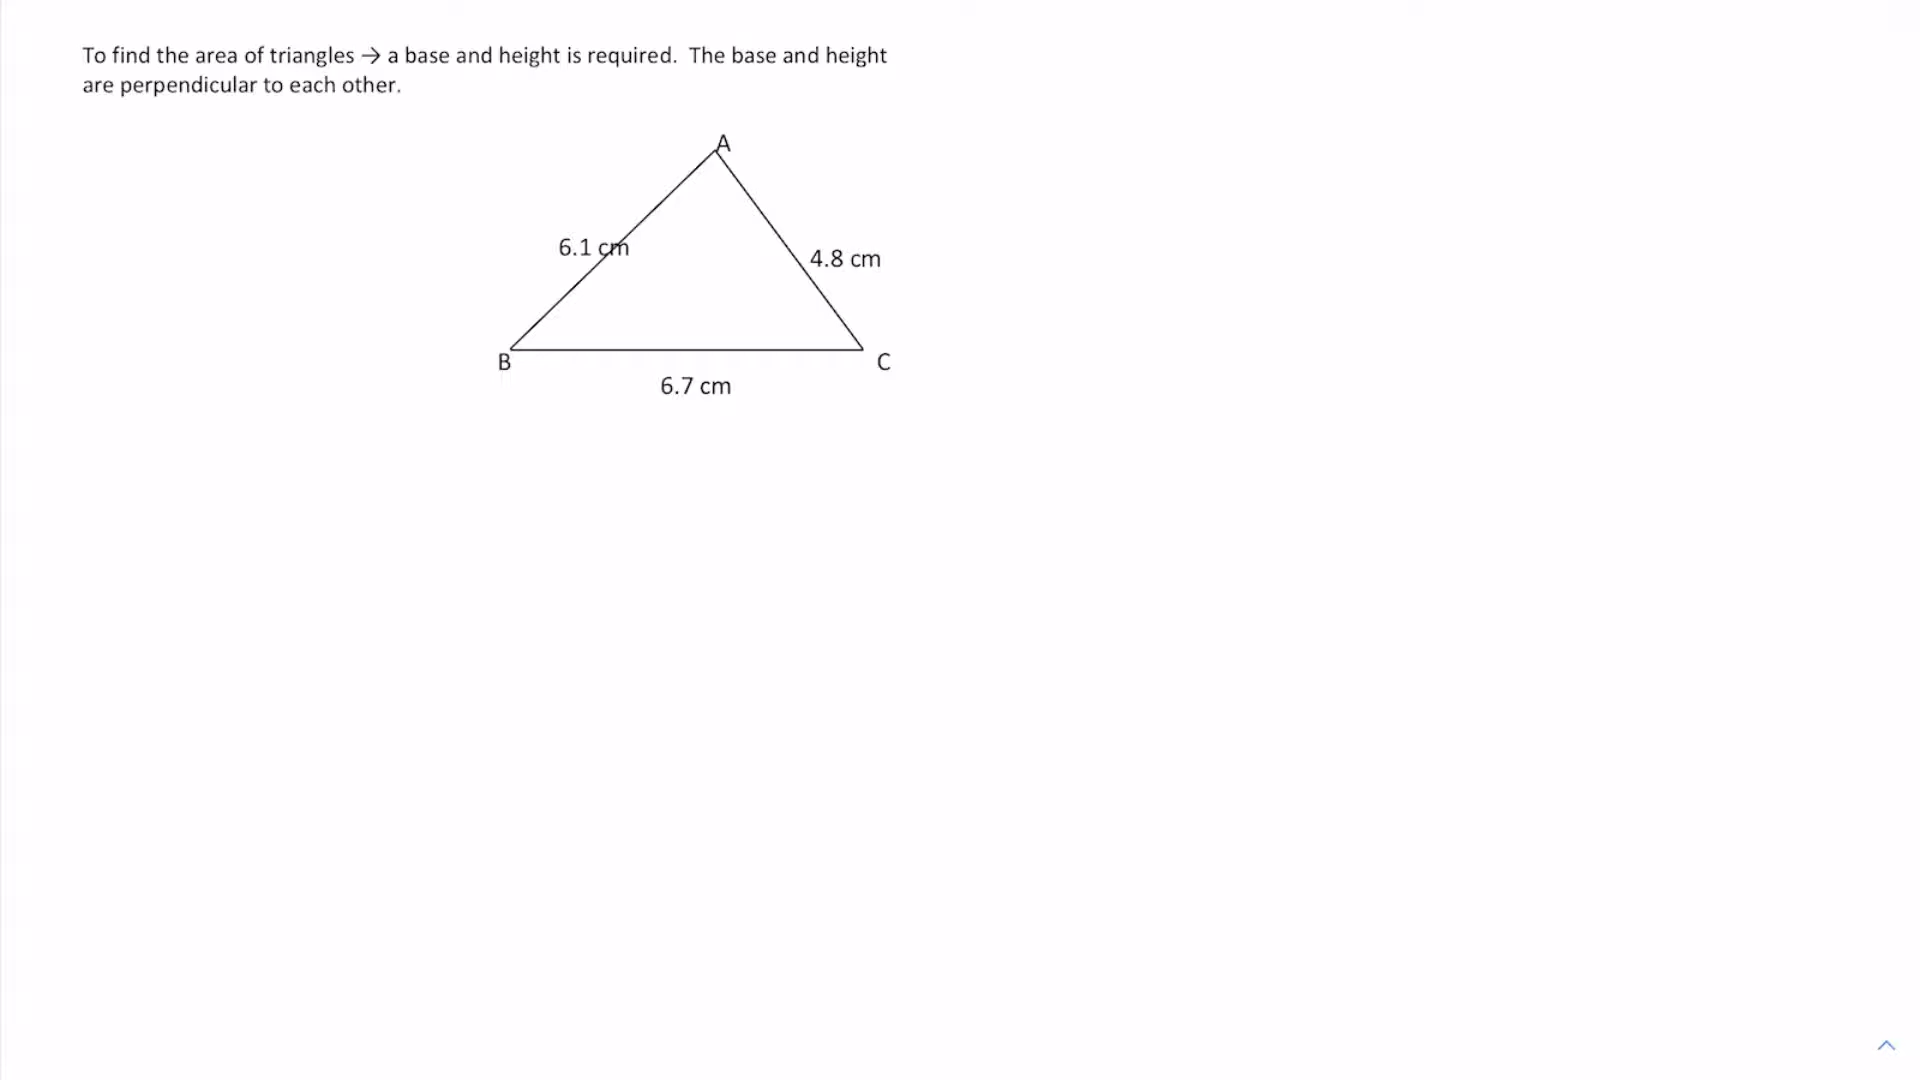 To find the area of triangles → a base and height is required.  The base and height
are perpendicular to each other.
A
6.1 cm
4.8 cm
B
C
6.7 cm